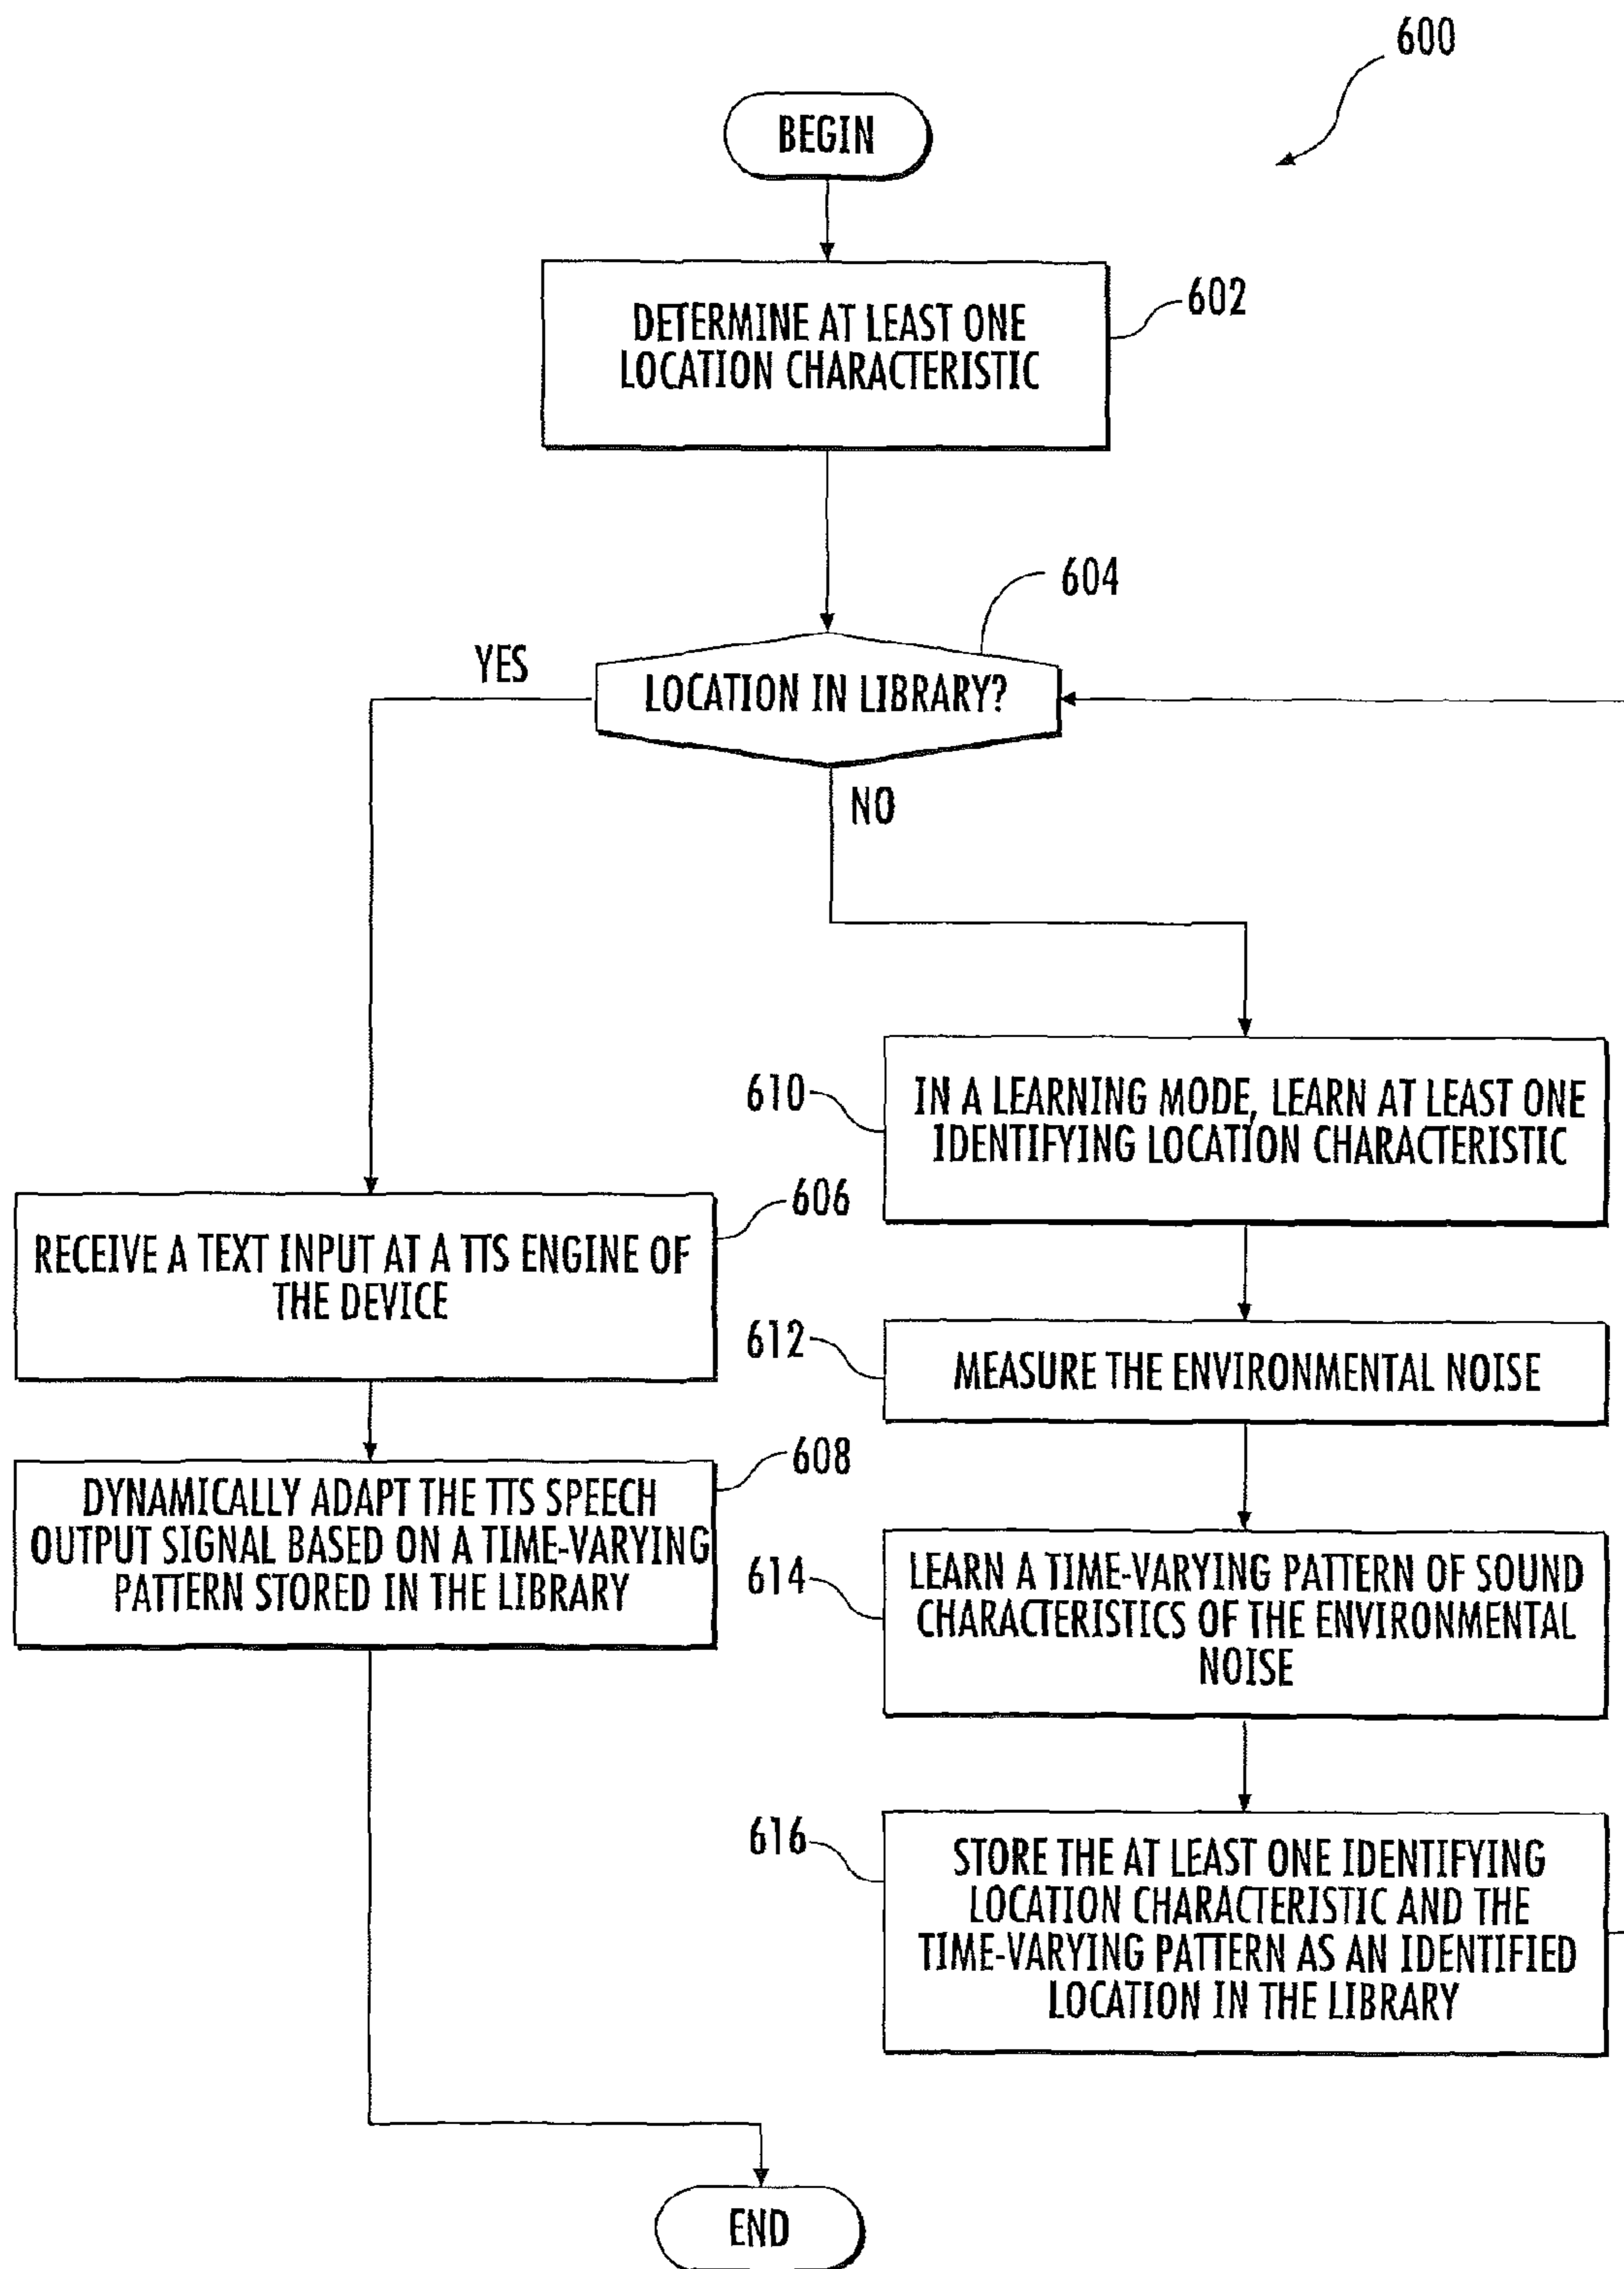 600
BEGIN
602
DETERMINE AT LEAST ONE
LOCATION CHARACTERISTIC
604
LOCATION IN LIBRARY?
YES
NO
606
RECEIVE A TEXT INPUT AT A TTS ENGINE OF
THE DEVICE
608
DYNAMICALLY ADAPT THE TTS SPEECH
OUTPUT SIGNAL BASED ON A TIME-VARYING
PATTERN STORED IN THE LIBRARY
610
IN A LEARNING MODE, LEARN AT LEAST ONE
IDENTIFYING LOCATION CHARACTERISTIC
612
MEASURE THE ENVIRONMENTAL NOISE
614
LEARN A TIME-VARYING PATTERN OF SOUND
CHARACTERISTICS OF THE ENVIRONMENTAL
NOISE
616
STORE THE AT LEAST ONE IDENTIFYING
LOCATION CHARACTERISTIC AND THE
TIME-VARYING PATTERN AS AN IDENTIFIED
LOCATION IN THE LIBRARY
END